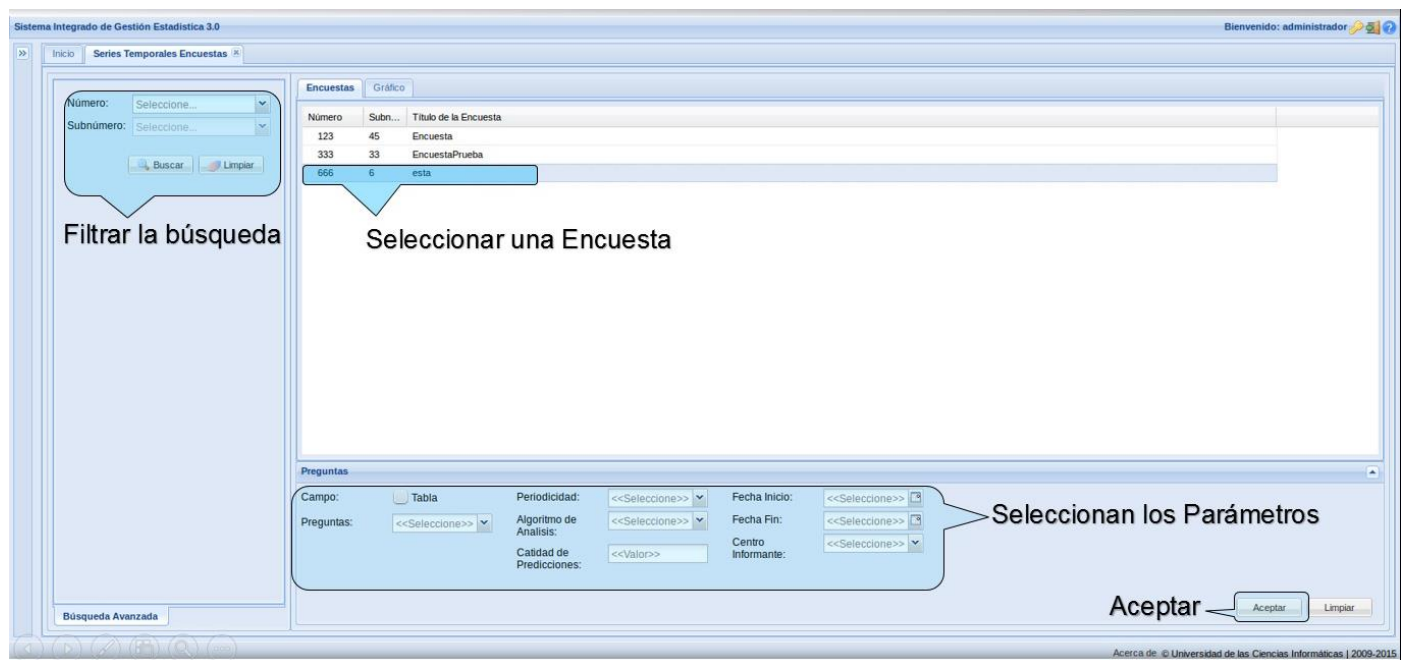 Sistema Integrado de Gestión Estadística 3.0
Bienvenido: administrador
Inicio
Series Temporales Encuestas
Número: Seleccione...
Subnúmero: Seleccione...
Buscar Limpiar
Filtrar la búsqueda
Encuestas Gráfico
Número Subn... Título de la Encuesta
123 45 Encuesta
333 33 EncuestaPrueba
666 6 esta
Seleccionar una Encuesta
Preguntas
Campo: Tabla Periodicidad: <<Seleccione>> Fecha Inicio: <<Seleccione>>
Preguntas: <<Seleccione>> Algoritmo de Analisis: <<Seleccione>> Fecha Fin: <<Seleccione>>
Catidad de Predicciones: <<Valor>> Centro Informante: <<Seleccione>>
Seleccionan los Parámetros
Aceptar
Aceptar Limpiar
Búsqueda Avanzada
Acerca de © Universidad de las Ciencias Informáticas | 2009-2015